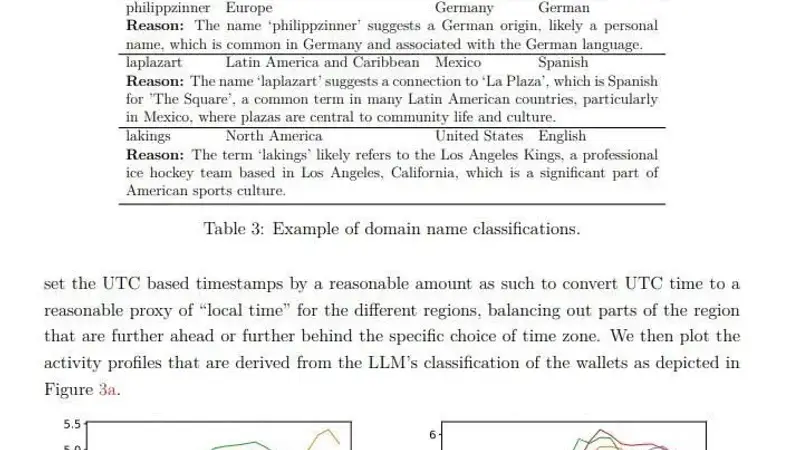 philippzinner Europe Germany German
Reason: The name ‘philippzinner’ suggests a German origin, likely a personal
name, which is common in Germany and associated with the German language.
laplazart Latin America and Caribbean Mexico Spanish
Reason: The name ‘laplazart’ suggests a connection to ‘La Plaza’, which is Spanish
for ’The Square’, a common term in many Latin American countries, particularly
in Mexico, where plazas are central to community life and culture.
lakings North America United States English
Reason: The term ‘lakings’ likely refers to the Los Angeles Kings, a professional
ice hockey team based in Los Angeles, California, which is a significant part of
American sports culture.
Table 3: Example of domain name classifications.
set the UTC based timestamps by a reasonable amount as such to convert UTC time to a
reasonable proxy of “local time” for the different regions, balancing out parts of the region
that are further ahead or further behind the specific choice of time zone. We then plot the
activity profiles that are derived from the LLM’s classification of the wallets as depicted in
Figure 3a.
5.5
6